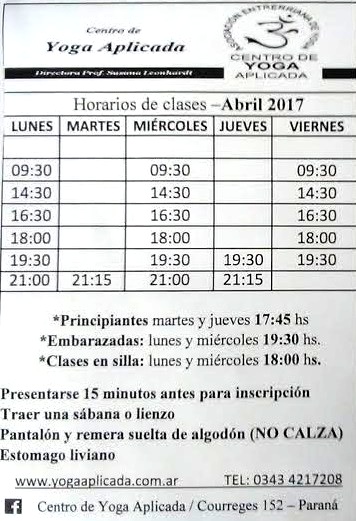 Centro de
Yoga Aplicada
Directora Prof. Susana Leonhardt
ASOCIACIÓN ENTRERRIANA DE YOGA
CENTRO DE
YOGA
APLICADA
Horarios de clases –Abril 2017
LUNES MARTES MIÉRCOLES JUEVES VIERNES
09:30 09:30 09:30
14:30 14:30 14:30
16:30 16:30 16:30
18:00 18:00 18:00
19:30 19:30 19:30 19:30
21:00 21:15 21:00 21:15
*Principiantes martes y jueves 17:45 hs
*Embarazadas: lunes y miércoles 19:30 hs.
*Clases en silla: lunes y miércoles 18:00 hs.
Presentarse 15 minutos antes para inscripción
Traer una sábana o lienzo
Pantalón y remera suelta de algodón (NO CALZA)
Estomago liviano
www.yogaaplicada.com.ar TEL: 0343 4217208
f Centro de Yoga Aplicada / Courreges 152 – Paraná